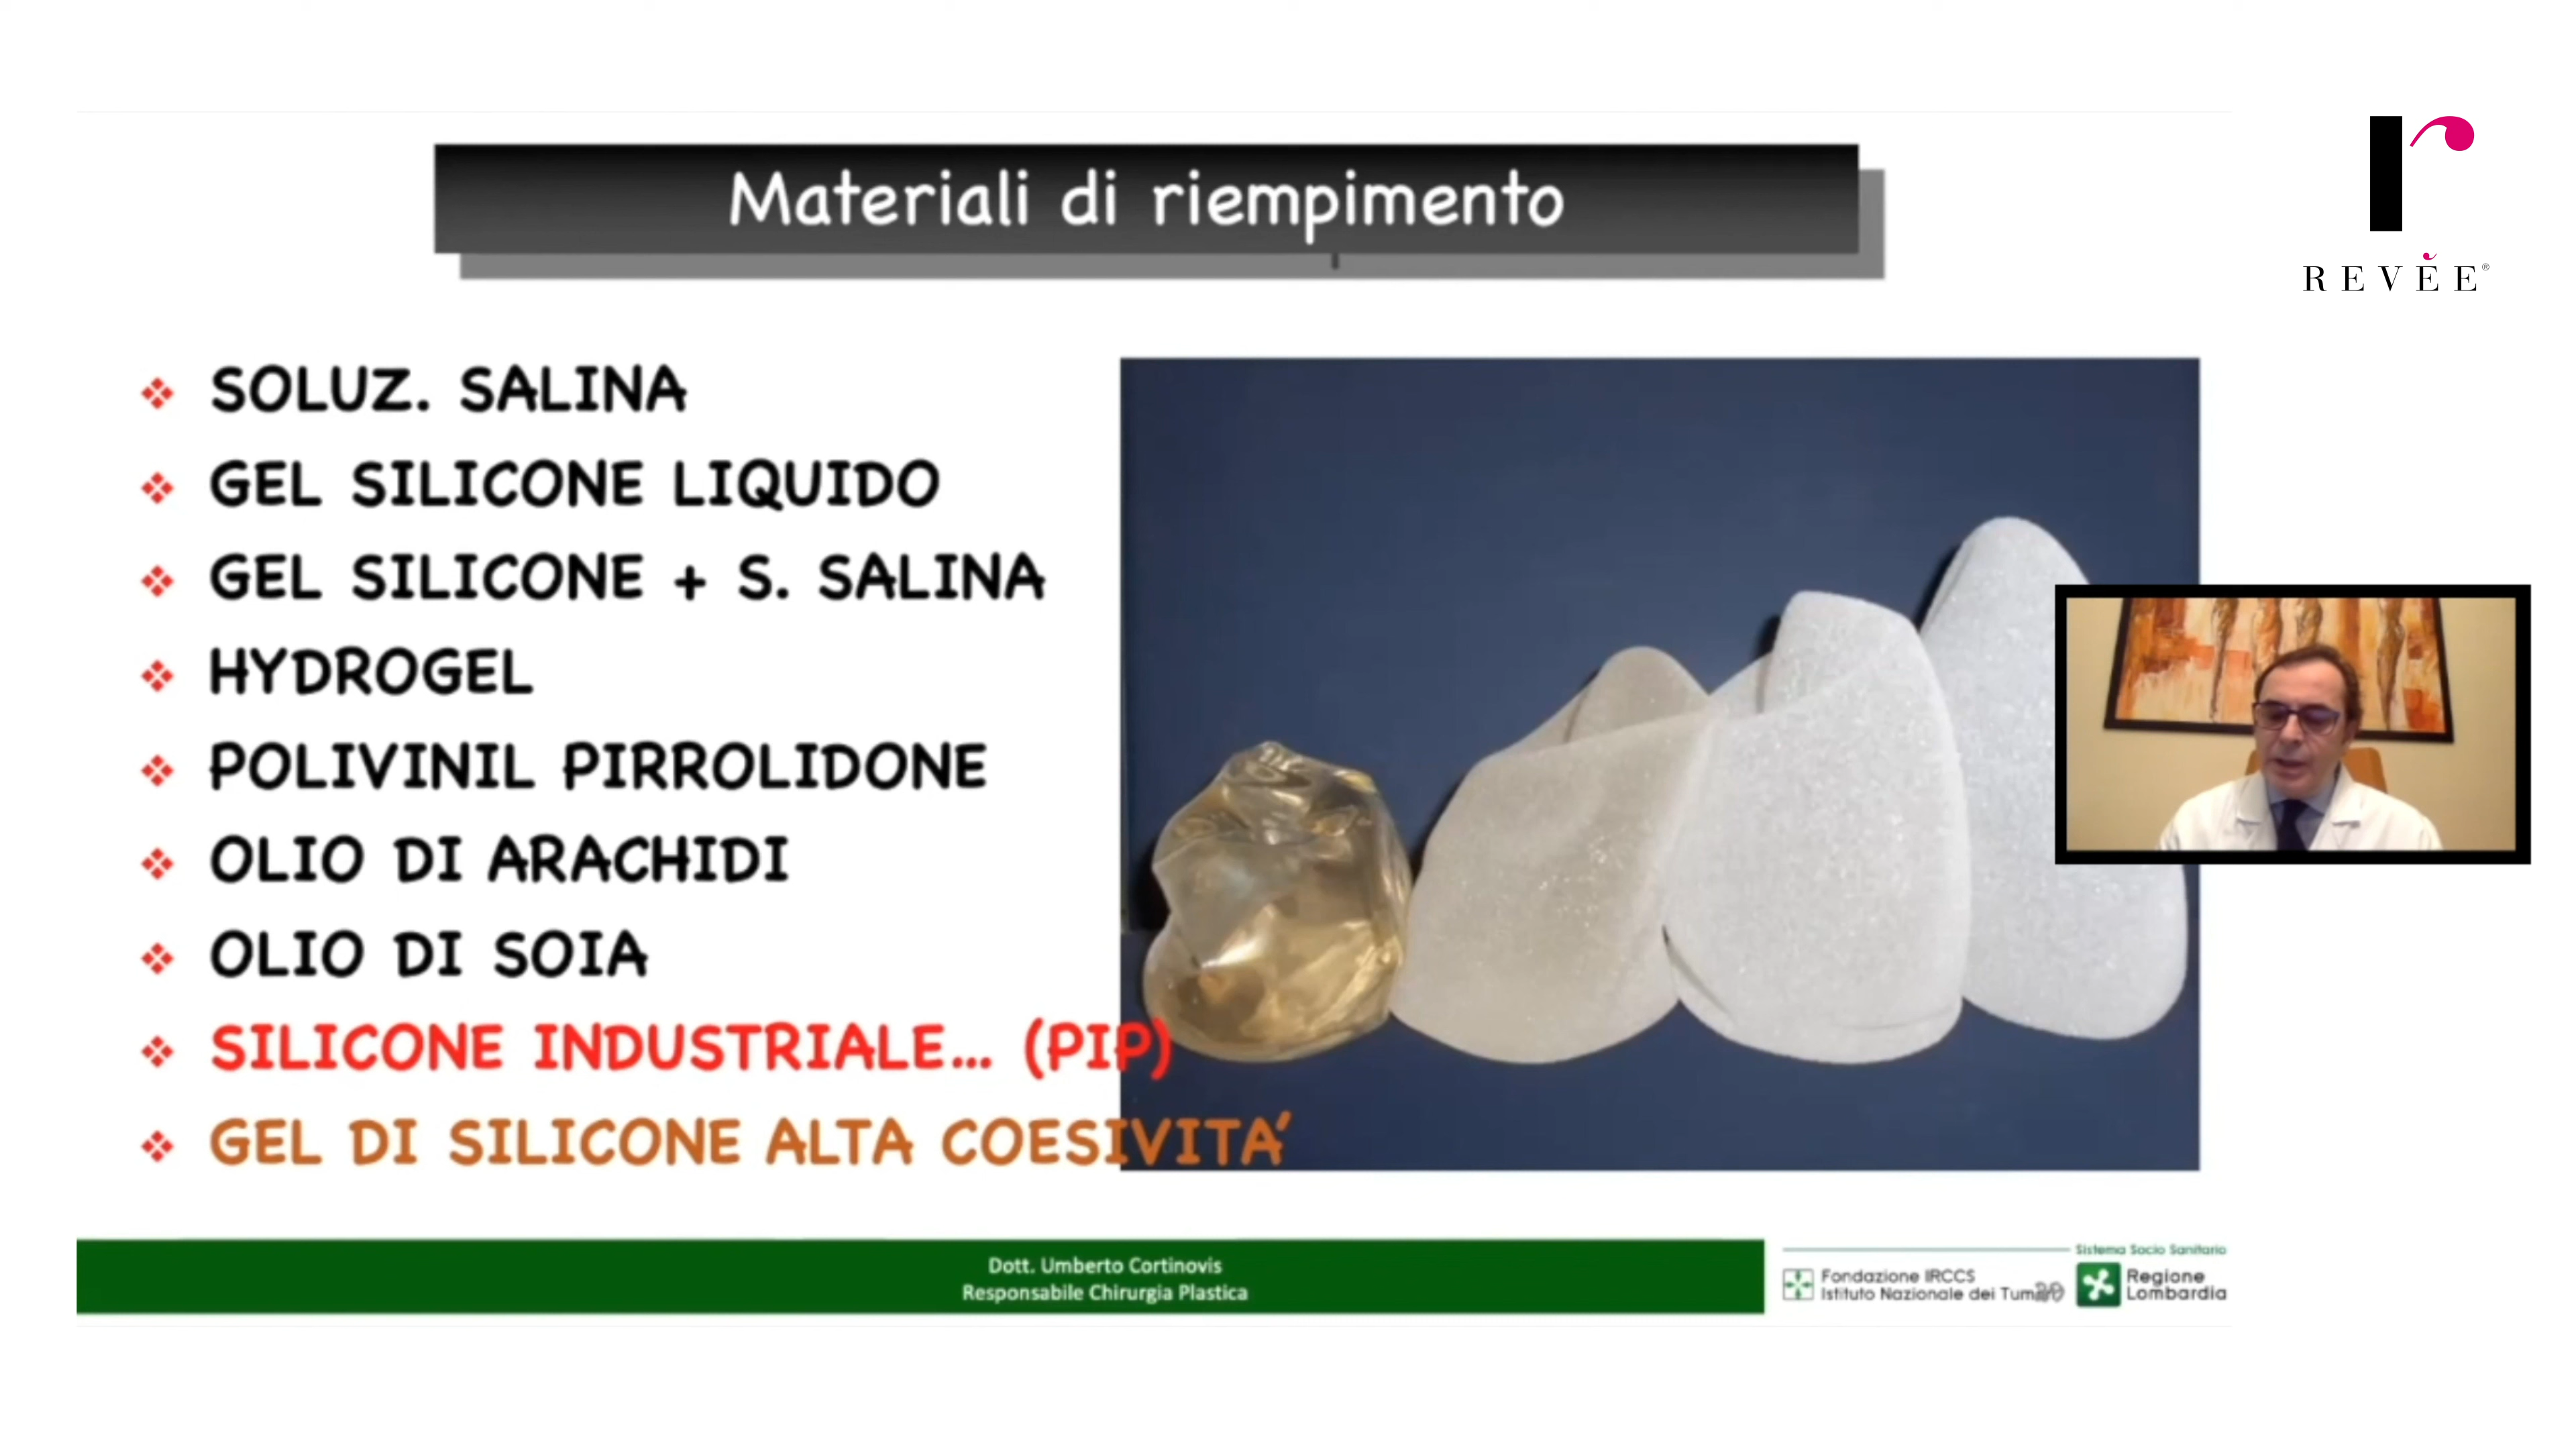 Materiali di riempimento
r
REVĖE®
SOLUZ. SALINA
GEL SILICONE LIQUIDO
GEL SILICONE + S. SALINA
HYDROGEL
POLIVINIL PIRROLIDONE
OLIO DI ARACHIDI
OLIO DI SOIA
SILICONE INDUSTRIALE... (PIP)
GEL DI SILICONE ALTA COESIVITA'
Dott. Umberto Cortinovis
Responsabile Chirurgia Plastica
Fondazione IRCCS
Istituto Nazionale dei
Sistema Socio Sanitario
Regione
Lombardia